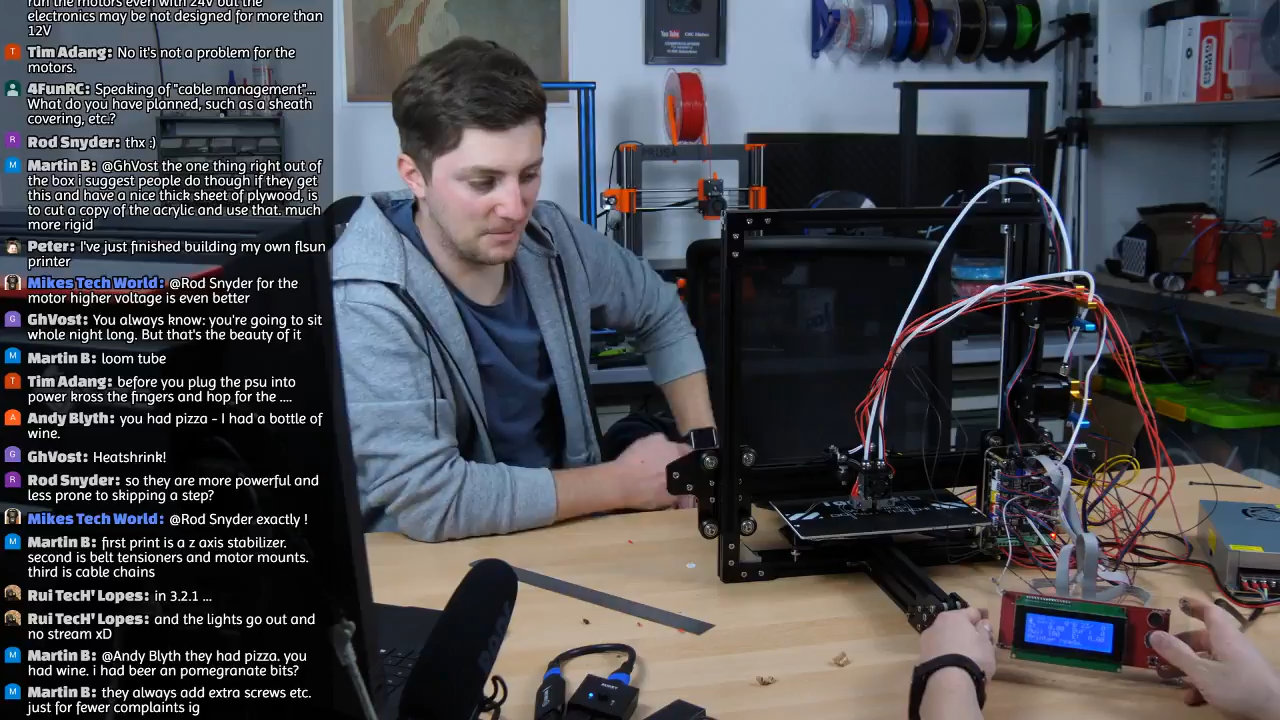 run the motors even with 24V but the
electronics may be not designed for more than
12V
Tim Adang: No it's not a problem for the
motors.
4FunRC: Speaking of "cable management"...
What do you have planned, such as a sheath
covering, etc.?
Rod Snyder: thx :)
Martin B: @GhVost the one thing right out of
the box i suggest people do though if they get
this and have a nice thick sheet of plywood, is
to cut a copy of the acrylic and use that. much
more rigid
Peter: I've just finished building my own flsun
printer
Mikes Tech World: @Rod Snyder for the
motor higher voltage is even better
GhVost: You always know: you're going to sit
whole night long. But that's the beauty of it
Martin B: loom tube
Tim Adang: before you plug the psu into
power kross the fingers and hop for the ....
Andy Blyth: you had pizza - I had a bottle of
wine.
GhVost: Heatshrink!
Rod Snyder: so they are more powerful and
less prone to skipping a step?
Mikes Tech World: @Rod Snyder exactly !
Martin B: first print is a z axis stabilizer.
second is belt tensioners and motor mounts.
third is cable chains
Rui TecH' Lopes: in 3.2.1 ...
Rui TecH' Lopes: and the lights go out and
no stream xD
Martin B: @Andy Blyth they had pizza. you
had wine. i had beer an pomegranate bits?
Martin B: they always add extra screws etc.
just for fewer complaints ig
YouTube
PRUSA